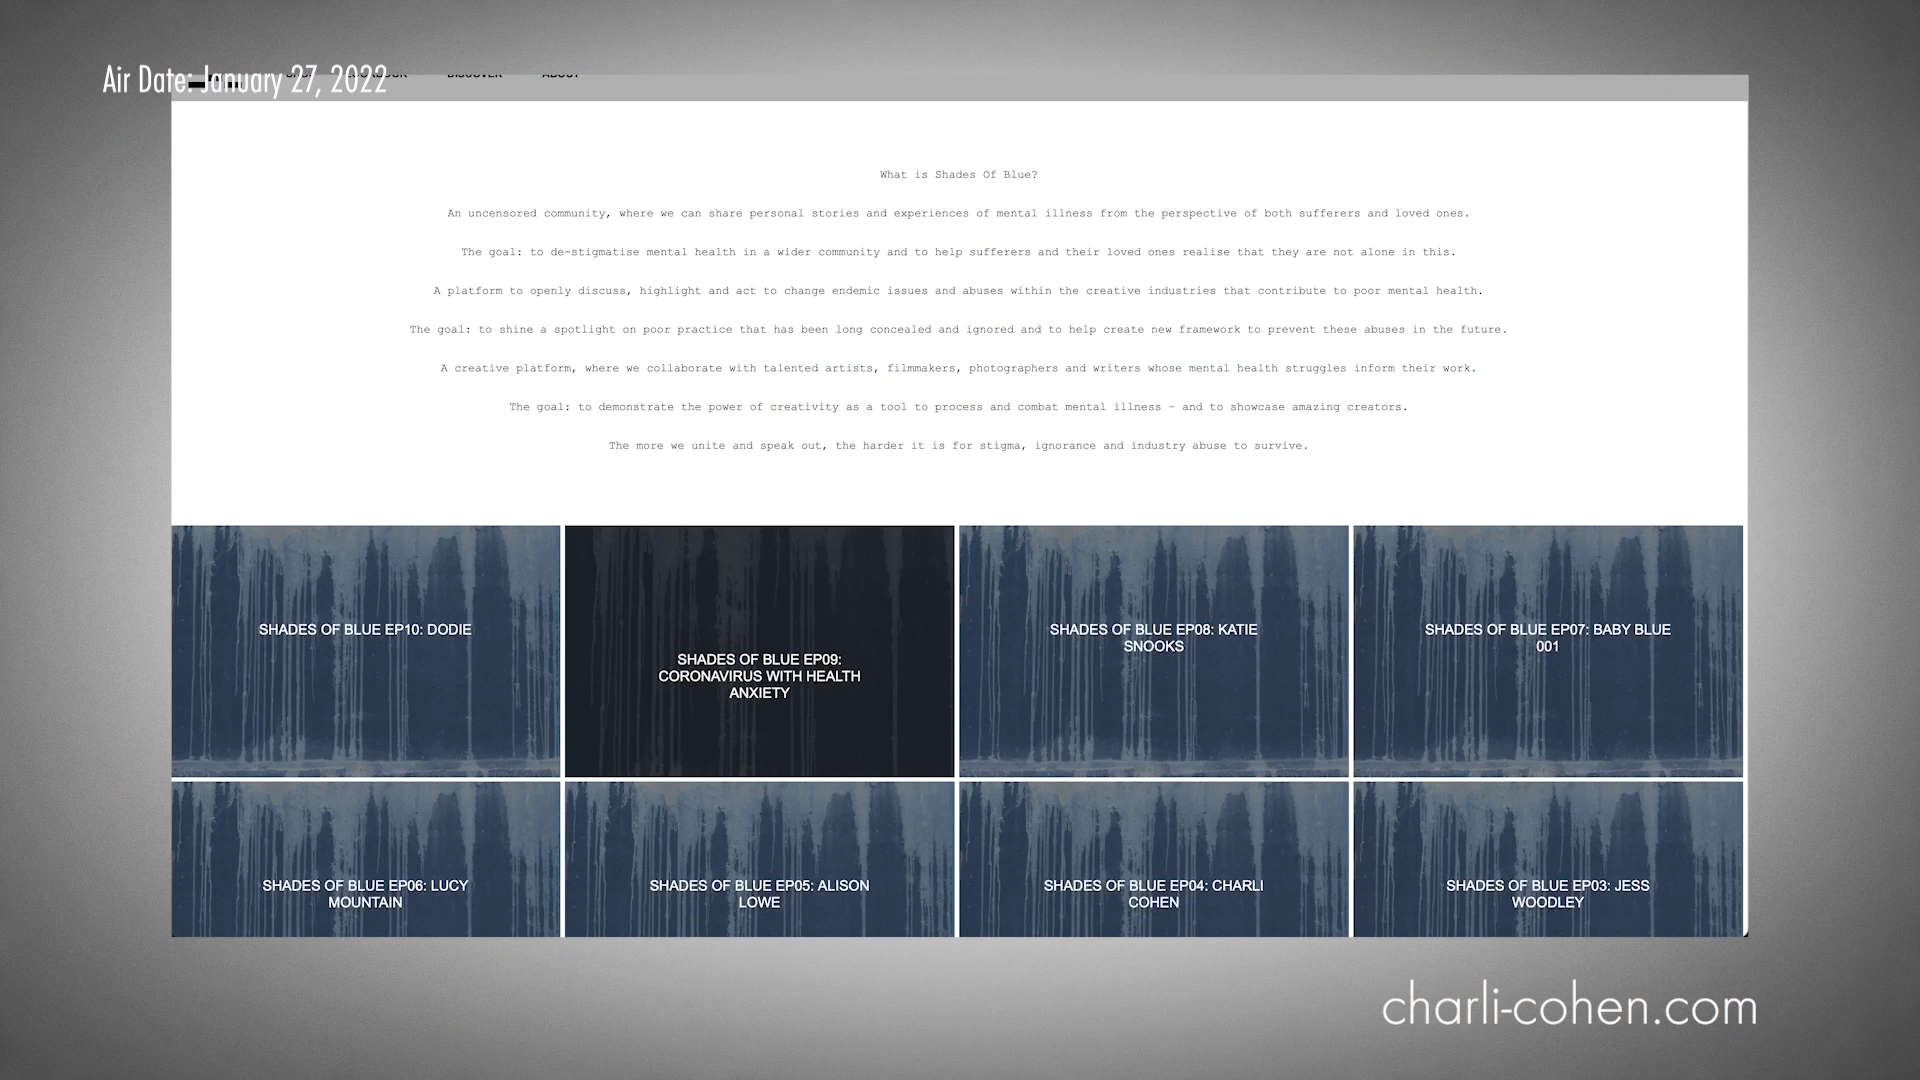 Air Date: January 27, 2022
DISCOVER ABOUT
What is Shades Of Blue?
An uncensored community, where we can share personal stories and experiences of mental illness from the perspective of both sufferers and loved ones.
The goal: to de-stigmatise mental health in a wider community and to help sufferers and their loved ones realise that they are not alone in this.
A platform to openly discuss, highlight and act to change endemic issues and abuses within the creative industries that contribute to poor mental health.
The goal: to shine a spotlight on poor practice that has been long concealed and ignored and to help create new framework to prevent these abuses in the future.
A creative platform, where we collaborate with talented artists, filmmakers, photographers and writers whose mental health struggles inform their work.
The goal: to demonstrate the power of creativity as a tool to process and combat mental illness – and to showcase amazing creators.
The more we unite and speak out, the harder it is for stigma, ignorance and industry abuse to survive.
SHADES OF BLUE EP10: DODIE
SHADES OF BLUE EP09:
CORONAVIRUS WITH HEALTH
ANXIETY
SHADES OF BLUE EP08: KATIE
SNOOKS
SHADES OF BLUE EP07: BABY BLUE
001
SHADES OF BLUE EP06: LUCY
MOUNTAIN
SHADES OF BLUE EP05: ALISON
LOWE
SHADES OF BLUE EP04: CHARLI
COHEN
SHADES OF BLUE EP03: JESS
WOODLEY
charli-cohen.com